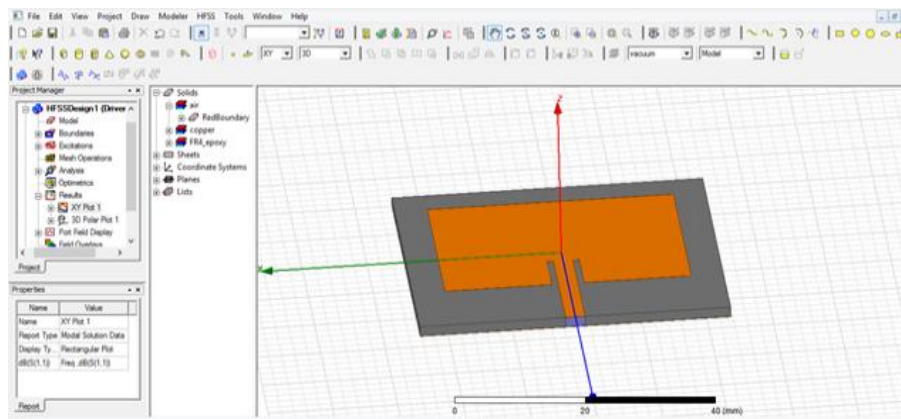 File Edit View Project Draw Modeler HFSS Tools Window Help
XY 3D vacuum Model
Project Manager
HFSSDesign1 (Driver
Model
Boundaries
Excitations
Mesh Operations
Analysis
Optimetrics
Results
XY Plot 1
3D Polar Plot 1
Port Field Display
Field Overlays
Project
Solids
air
RadBoundary
copper
FR4_epoxy
Sheets
Coordinate Systems
Planes
Lists
Properties
Name Value
Name XY Plot 1
Report Type Modal Solution Data
Display Ty... Rectangular Plot
dB(S(1,1)) Freq ,dB(S(1,1))
Report
Z
0 20 40 (mm)